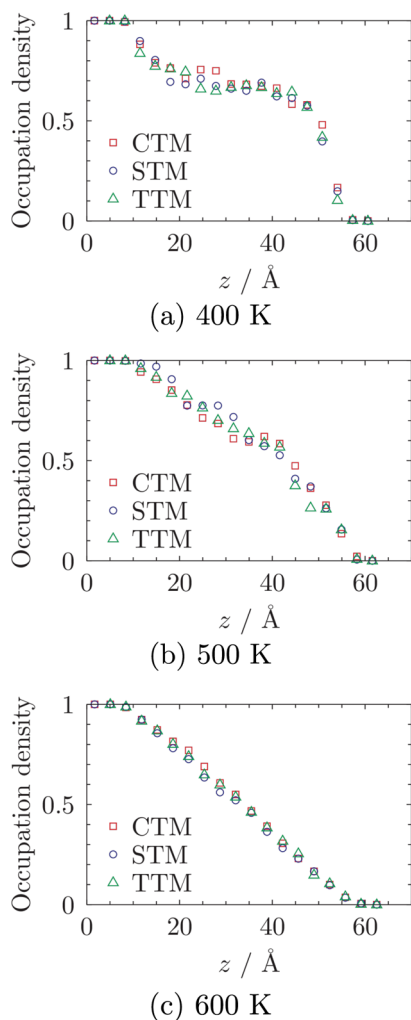 Occupation density
1
0.5
0
CTM
STM
TTM
0 20 40 60
z / Å
(a) 400 K
Occupation density
1
0.5
0
CTM
STM
TTM
0 20 40 60
z / Å
(b) 500 K
Occupation density
1
0.5
0
CTM
STM
TTM
0 20 40 60
z / Å
(c) 600 K